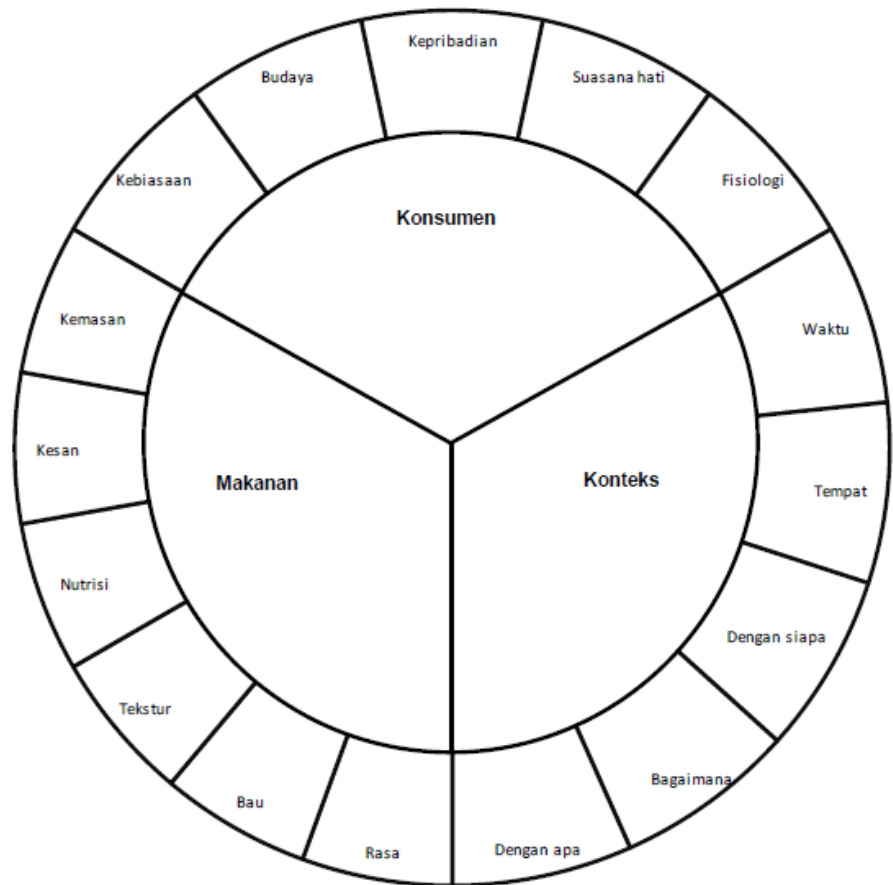 Kepribadian
Budaya
Suasana hati
Kebiasaan
Fisiologi
Konsumen
Kemasan
Waktu
Kesan
Makanan
Konteks
Tempat
Nutrisi
Dengan siapa
Tekstur
Bagaimana
Bau
Rasa
Dengan apa